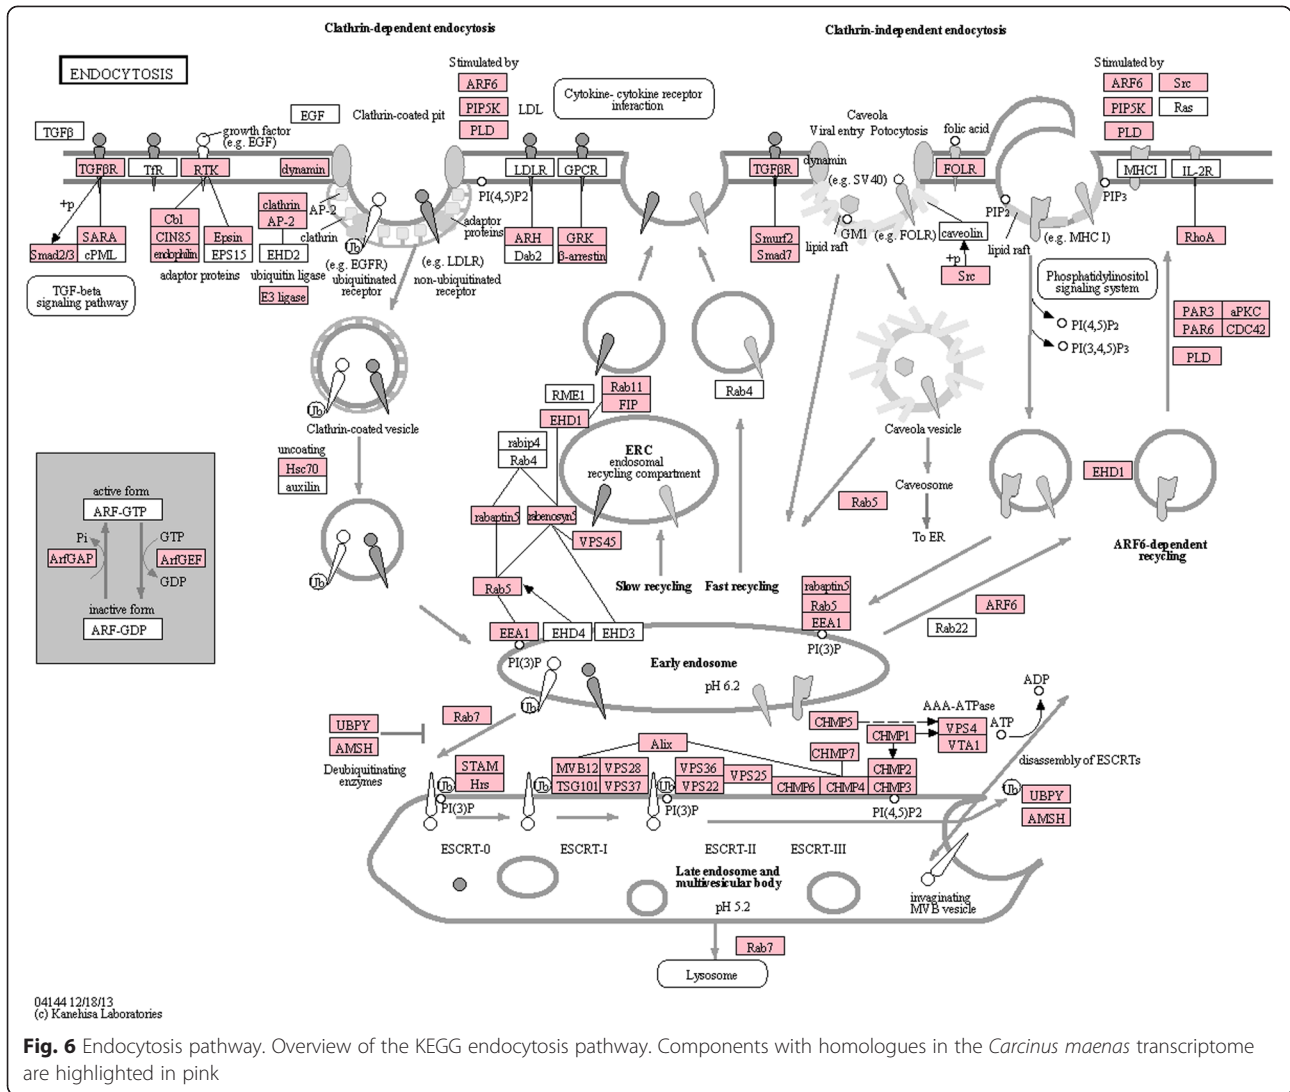 Clathrin-dependent endocytosis
Clathrin-independent endocytosis
ENDOCYTOSIS
Stimulated by
ARF6
PIP5K
PLD
LDL
Cytokine- cytokine receptor
interaction
Stimulated by
ARF6
Src
PIP5K
Ras
PLD
TGFβ
growth factor
(e.g. EGF)
EGF
Clathrin-coated pit
Caveola
Viral entry
Potocytosis
folic acid
TGFβR
TfR
RTK
dynamin
LDLR
GPCR
TGFβR
dynamin
FOLR
MHCI
IL-2R
PI(4,5)P2
(e.g. SV40)
PIP2
PIP3
+p
clathrin
AP-2
EHD2
AP-2
clathrin
adaptor
proteins
GM1
lipid raft
(e.g. FOLR)
caveolin
lipid raft
(e.g. MHC I)
Cbl
CIN85
endophilin
Epsin
EPS15
adaptor proteins
SARA
Smad2/3
cPML
TGF-beta
signaling pathway
ubiquitin ligase
E3 ligase
Ub
(e.g. EGFR)
ubiquitinated
receptor
(e.g. LDLR)
non-ubiquitinated
receptor
ARH
Dab2
GRK
β-arrestin
Smurf2
Smad7
+p
Src
RhoA
Phosphatidylinositol
signaling system
PI(4,5)P2
PI(3,4,5)P3
PAR3
aPKC
PAR6
CDC42
PLD
Ub
Clathrin-coated vesicle
RME1
Rab11
FIP
EHD1
Rab4
Caveola vesicle
uncoating
Hsc70
auxilin
rabip4
Rab4
ERC
endosomal
recycling compartment
Caveosome
To ER
Rab5
EHD1
ARF6-dependent
recycling
active form
ARF-GTP
Pi
GTP
ArfGAP
ArfGEF
GDP
inactive form
ARF-GDP
rabaptin5
rabenosyn5
VPS45
Ub
Rab5
Slow recycling
Fast recycling
rabaptin5
Rab5
EEA1
PI(3)P
ARF6
Rab22
EEA1
EHD4
EHD3
PI(3)P
Early endosome
pH 6.2
Ub
ADP
AAA-ATPase
ATP
UBPY
AMSH
Deubiquitinating
enzymes
Rab7
CHMP5
CHMP1
VPS4
VTA1
Alix
CHMP7
disassembly of ESCRTs
STAM
Hrs
Ub
PI(3)P
Ub
MVB12
VPS28
TSG101
VPS37
Ub
PI(3)P
VPS36
VPS22
VPS25
CHMP6
CHMP4
CHMP2
CHMP3
PI(4,5)P2
Ub
UBPY
AMSH
ESCRT-0
ESCRT-I
ESCRT-II
ESCRT-III
Late endosome and
multivesicular body
pH 5.2
invaginating
MVB vesicle
Rab7
Lysosome
04144 12/18/13
(c) Kanehisa Laboratories
Fig. 6 Endocytosis pathway. Overview of the KEGG endocytosis pathway. Components with homologues in the Carcinus maenas transcriptome
are highlighted in pink